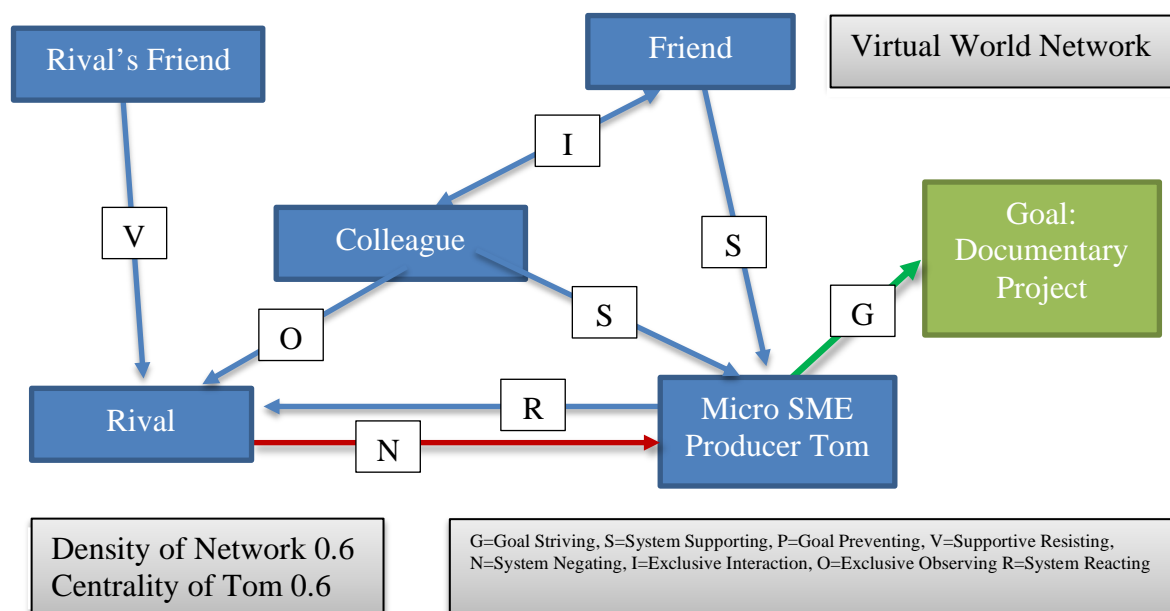 Rival’s Friend
Friend
Virtual World Network
I
V
Colleague
S
Goal:
Documentary
Project
O
S
G
Rival
R
N
Micro SME
Producer Tom
Density of Network 0.6
Centrality of Tom 0.6
G=Goal Striving, S=System Supporting, P=Goal Preventing, V=Supportive Resisting,
N=System Negating, I=Exclusive Interaction, O=Exclusive Observing R=System Reacting